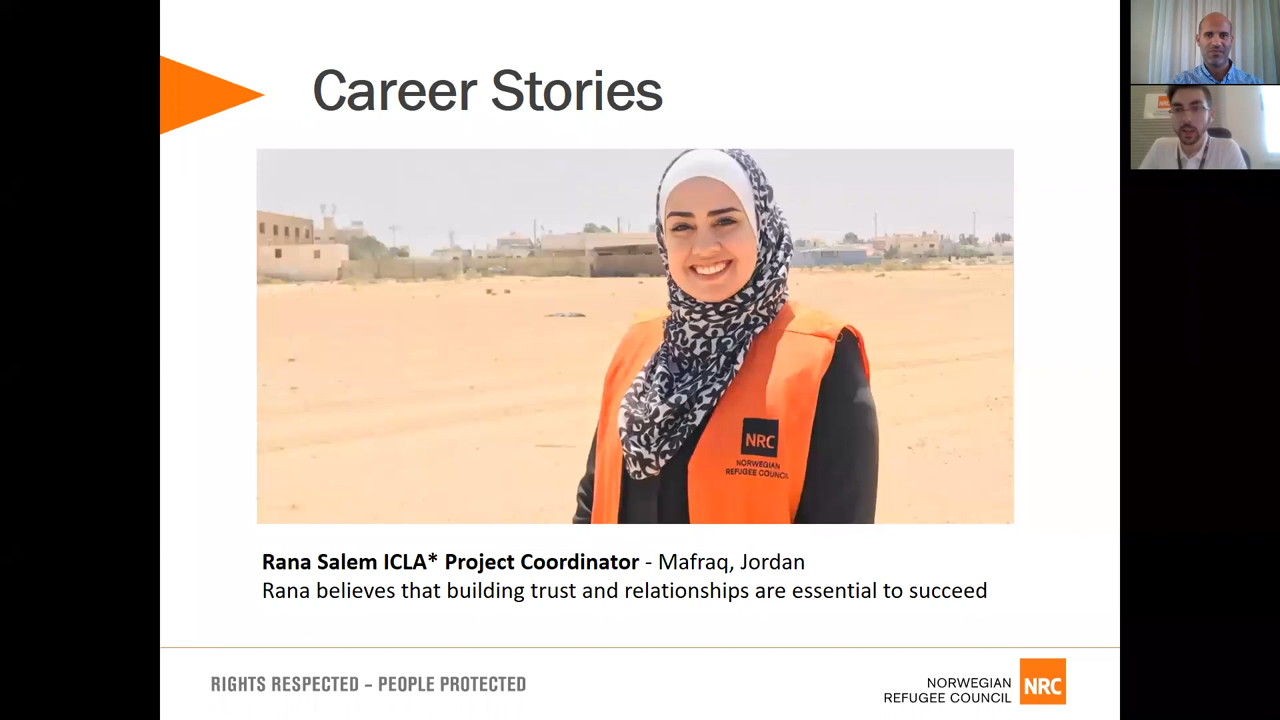 Career Stories
NRC
NORWEGIAN
REFUGEE COUNCIL
Rana Salem ICLA* Project Coordinator - Mafraq, Jordan
Rana believes that building trust and relationships are essential to succeed
RIGHTS RESPECTED – PEOPLE PROTECTED
NORWEGIAN
REFUGEE COUNCIL
NRC